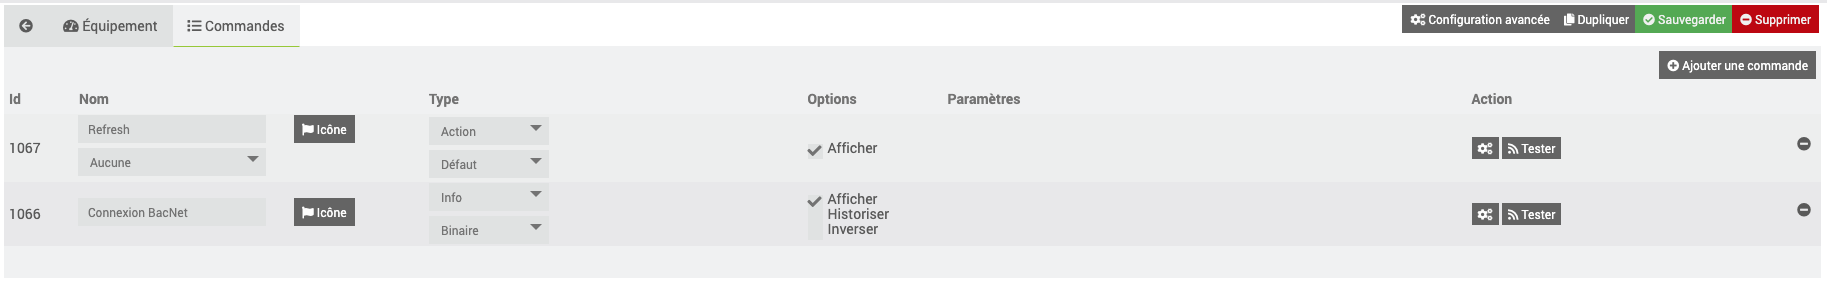 Équipement Commandes Configuration avancée Dupliquer Sauvegarder Supprimer
Ajouter une commande
Id Nom Type Options Paramètres Action
Refresh Icône Action
1067 Afficher Tester
Aucune Défaut
Info Afficher
1066 Connexion BacNet Icône Historiser Tester
Binaire Inverser